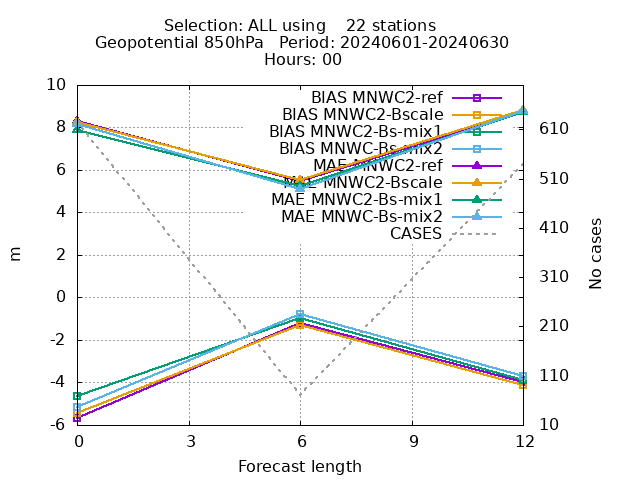 Selection: ALL using    22 stations
Geopotential 850hPa   Period: 20240601-20240630
Hours: 00
BIAS MNWC2-ref
BIAS MNWC2-Bscale
BIAS MNWC2-Bs-mix1
BIAS MNWC-Bs-mix2
MAE MNWC2-ref
MAE MNWC2-Bscale
MAE MNWC2-Bs-mix1
MAE MNWC-Bs-mix2
CASES
10
8
6
4
2
0
-2
-4
-6
m
610
510
410
310
210
110
10
No cases
0 3 6 9 12
Forecast length